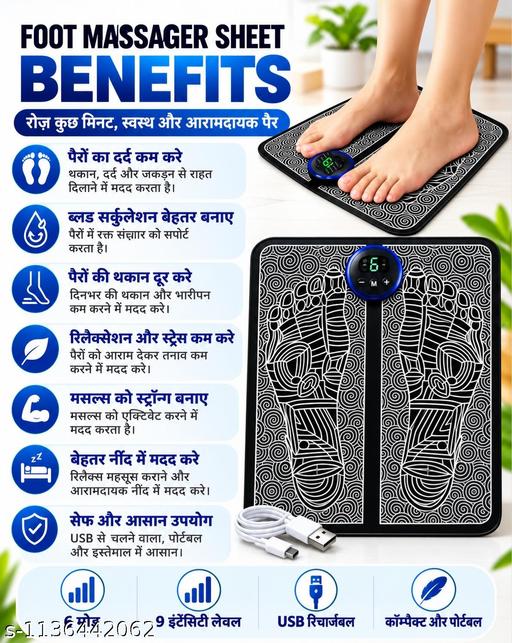 FOOT MASSAGER SHEET
BENEFITS
रोज़ कुछ मिनट, स्वस्थ और आरामदायक पैर
पैरों का दर्द कम करे
थकान, दर्द और जकड़न से राहत
दिलाने में मदद करता है।
ब्लड सर्कुलेशन बेहतर बनाए
पैरों में रक्त संचार को सपोर्ट
करता है।
पैरों की थकान दूर करे
दिनभर की थकान और भारीपन
कम करने में मदद करे।
रिलैक्सेशन और स्ट्रेस कम करे
पैरों को आराम देकर तनाव कम
करने में मदद करे।
मसल्स को स्ट्रॉन्ग बनाए
मसल्स को एक्टिवेट करने में
मदद करता है।
बेहतर नींद में मदद करे
रिलैक्स महसूस कराने और
आरामदायक नींद में मदद करे।
सेफ और आसान उपयोग
USB से चलने वाला, पोर्टेबल
और इस्तेमाल में आसान।
6
- M +
6 मोड
9 इंटेंसिटी लेवल
USB रिचार्जेबल
कॉम्पैक्ट और पोर्टेबल
s-1136442062